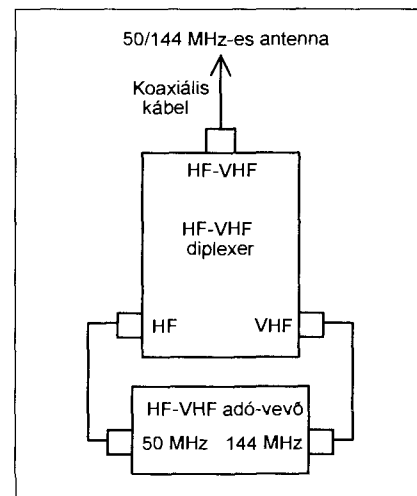 50/144 MHz-es antenna
Koaxiális
kábel
HF-VHF
HF-VHF
diplexer
HF VHF
HF-VHF adó-vevő
50 MHz 144 MHz